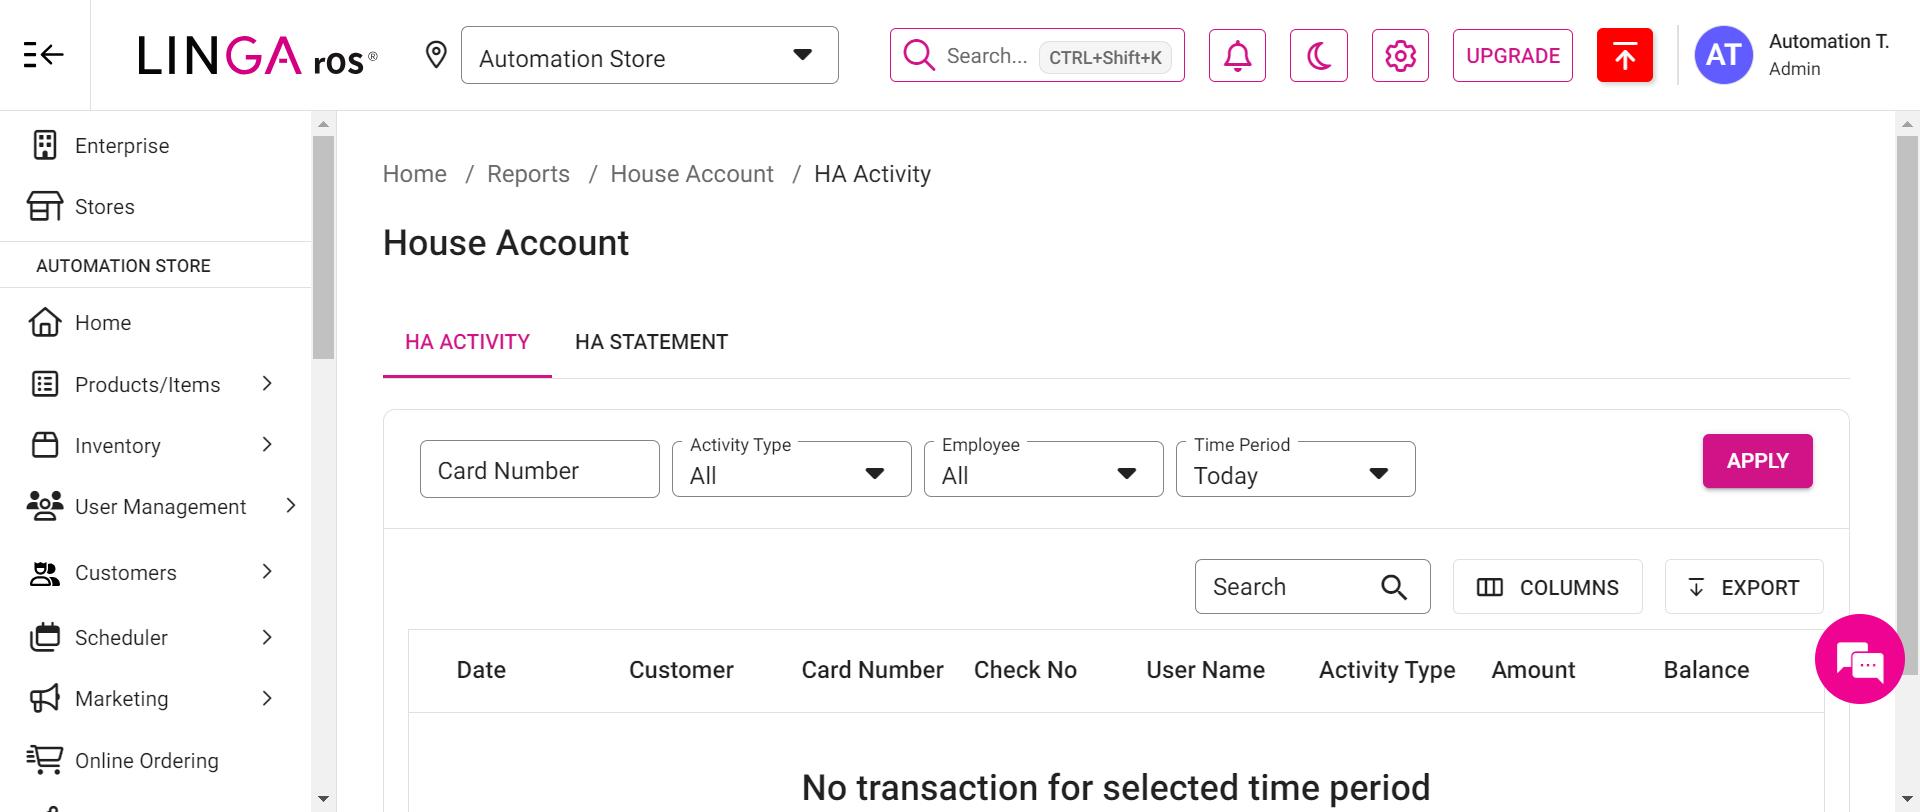 LINGA ros®
Automation Store
Search... CTRL+Shift+K
UPGRADE
AT
Automation T.
Admin
Enterprise
Stores
AUTOMATION STORE
Home
Products/Items
Inventory
User Management
Customers
Scheduler
Marketing
Online Ordering
Home / Reports / House Account / HA Activity
House Account
HA ACTIVITY HA STATEMENT
Card Number
Activity Type
All
Employee
All
Time Period
Today
APPLY
Search
COLUMNS
EXPORT
Date Customer Card Number Check No User Name Activity Type Amount Balance
No transaction for selected time period